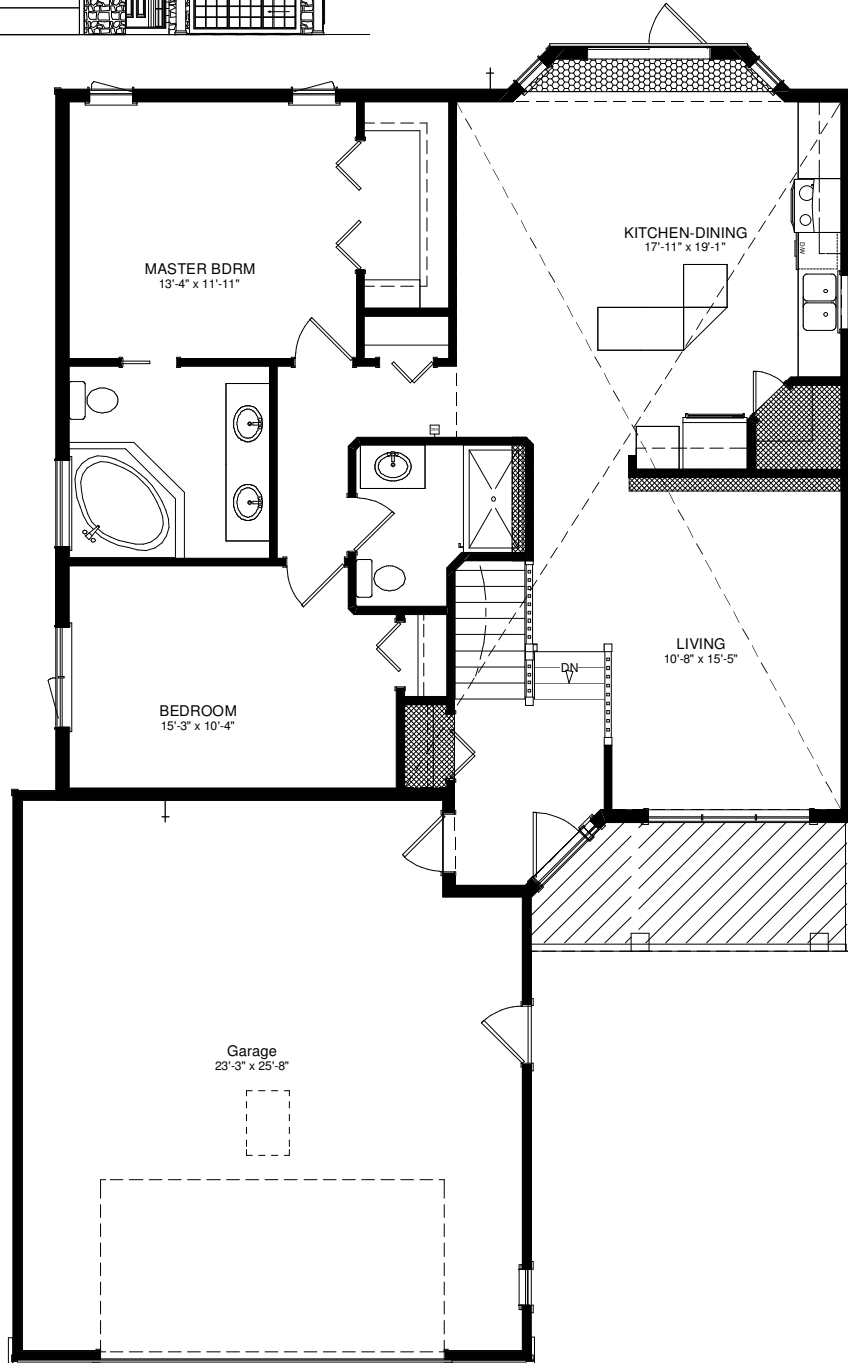 KITCHEN-DINING
17'-11" x 19'-1"
D/W
MASTER BDRM
13'-4" x 11'-11"
LIVING
10'-8" x 15'-5"
DN
BEDROOM
15'-3" x 10'-4"
Garage
23'-3" x 25'-8"